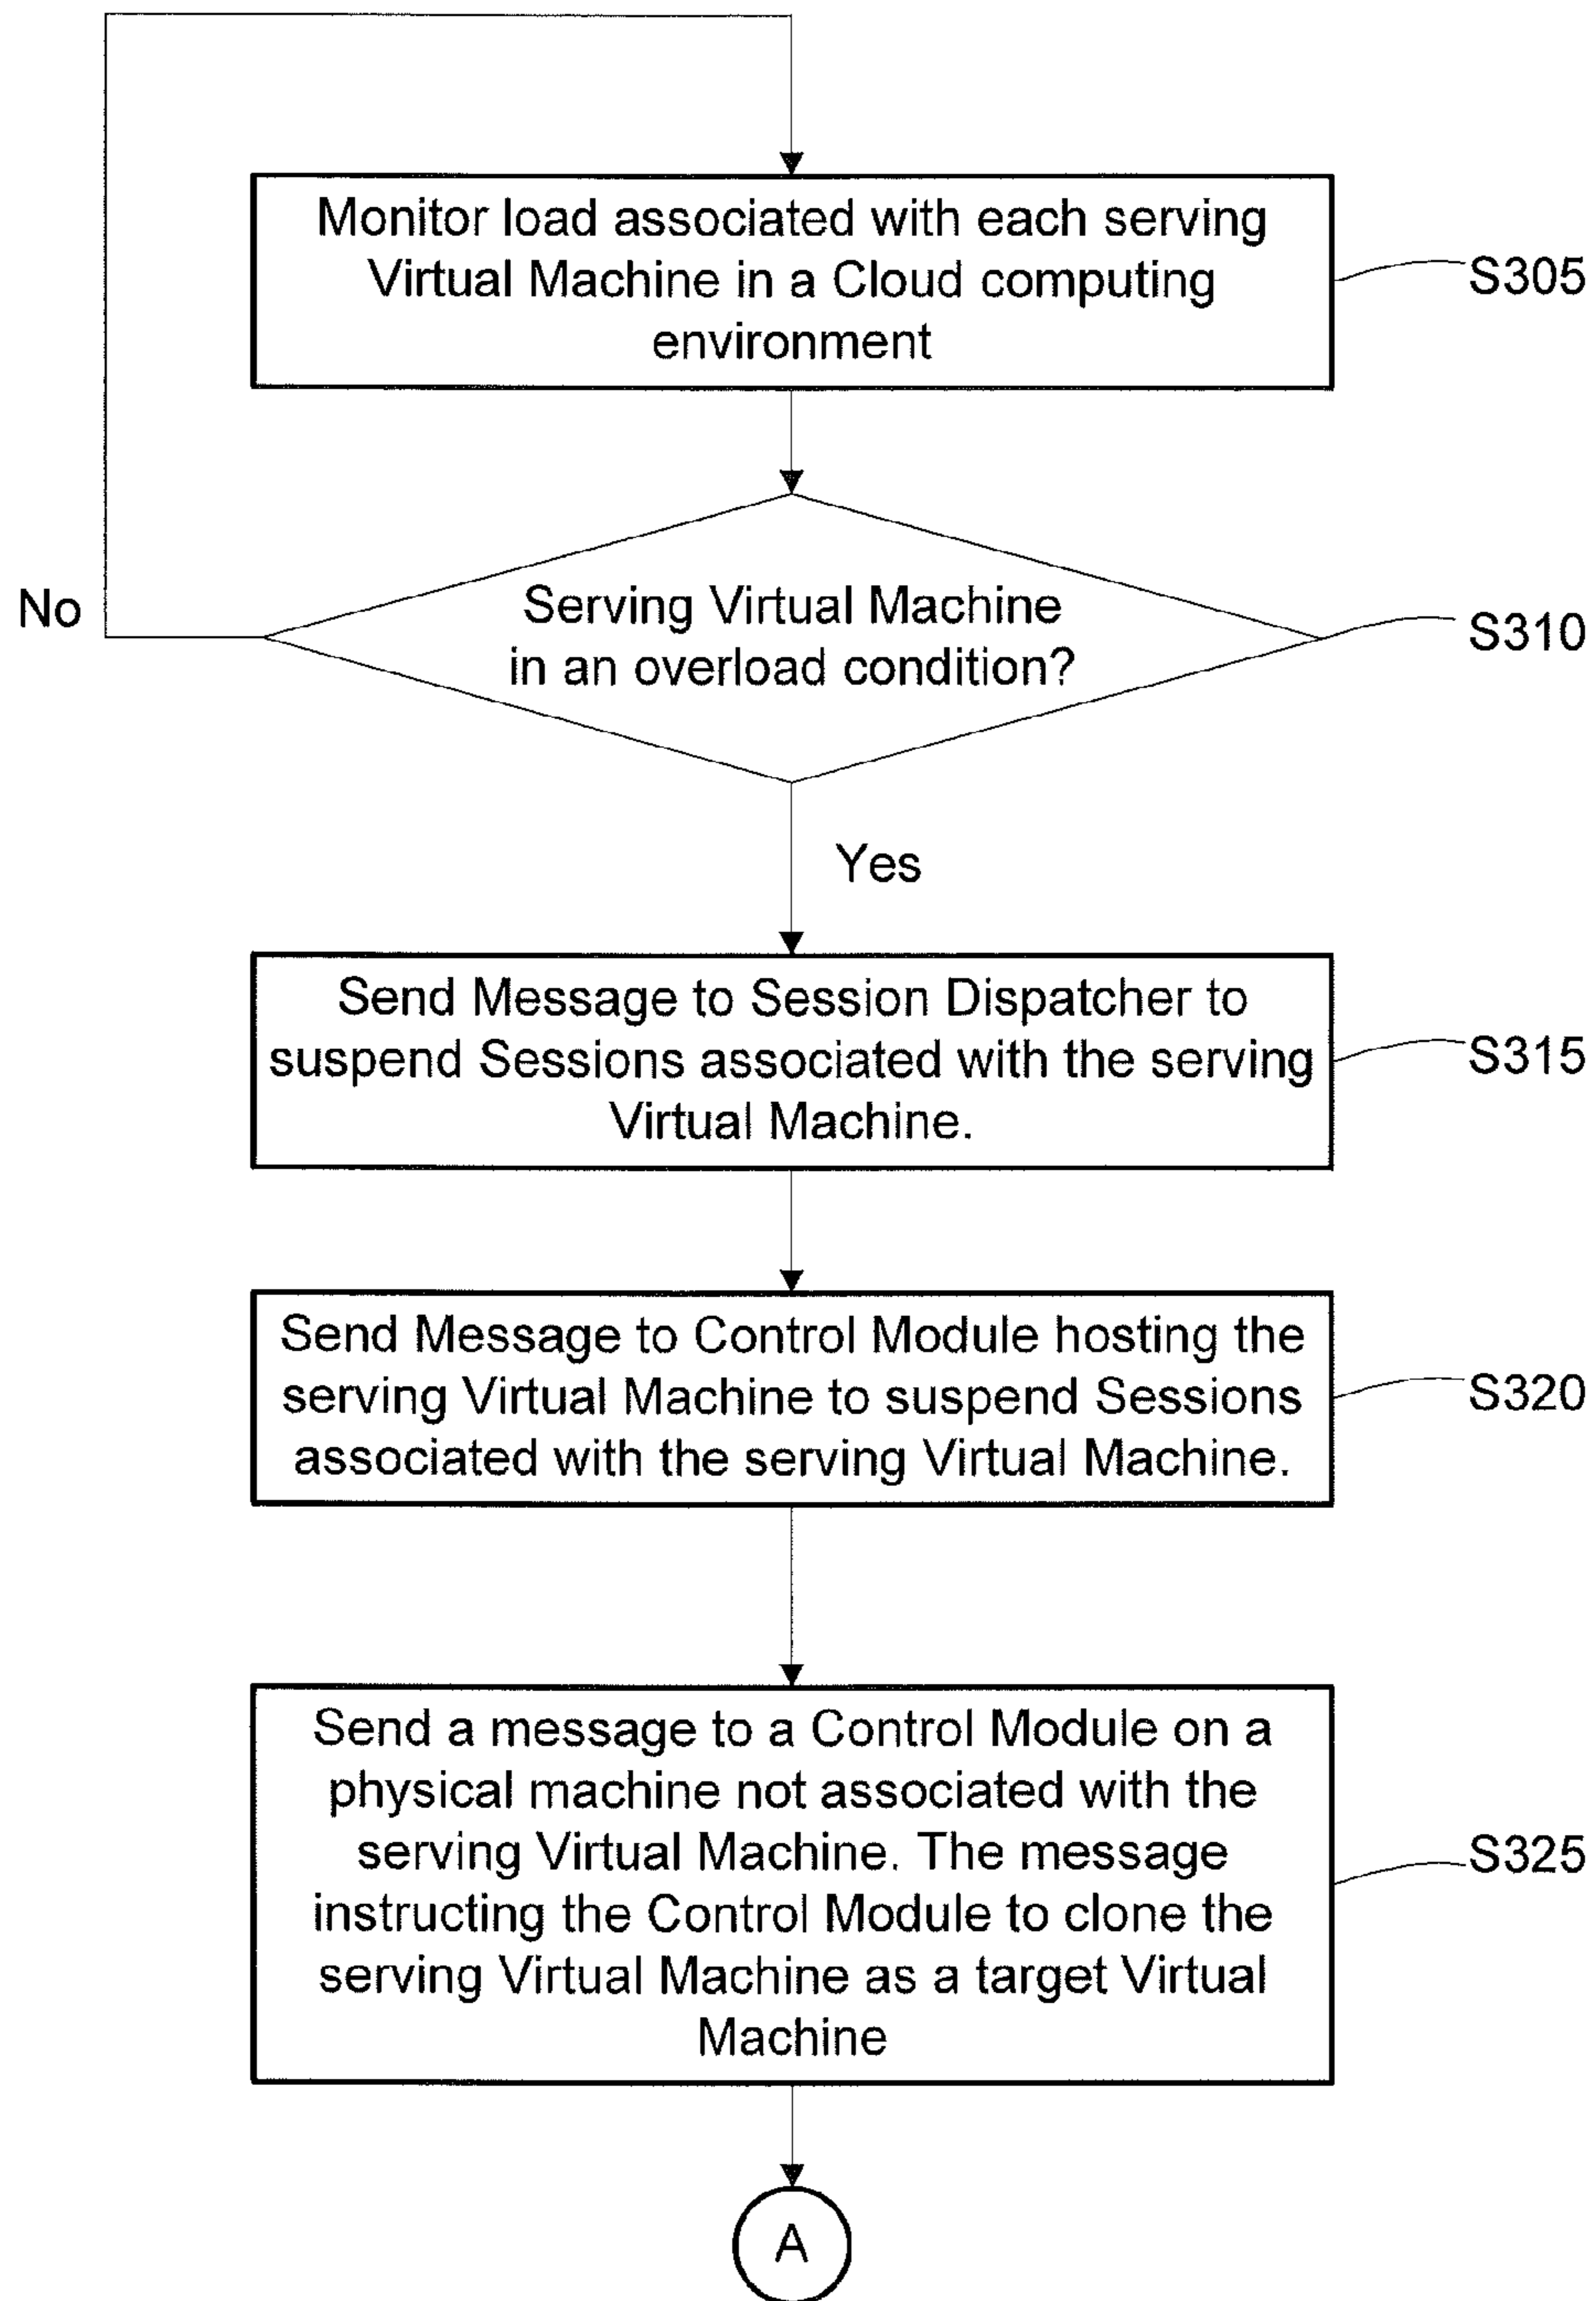 Monitor load associated with each serving
Virtual Machine in a Cloud computing
environment
S305
Serving Virtual Machine
in an overload condition?
S310
No
Yes
Send Message to Session Dispatcher to
suspend Sessions associated with the serving
Virtual Machine.
S315
Send Message to Control Module hosting the
serving Virtual Machine to suspend Sessions
associated with the serving Virtual Machine.
S320
Send a message to a Control Module on a
physical machine not associated with the
serving Virtual Machine. The message
instructing the Control Module to clone the
serving Virtual Machine as a target Virtual
Machine
S325
A